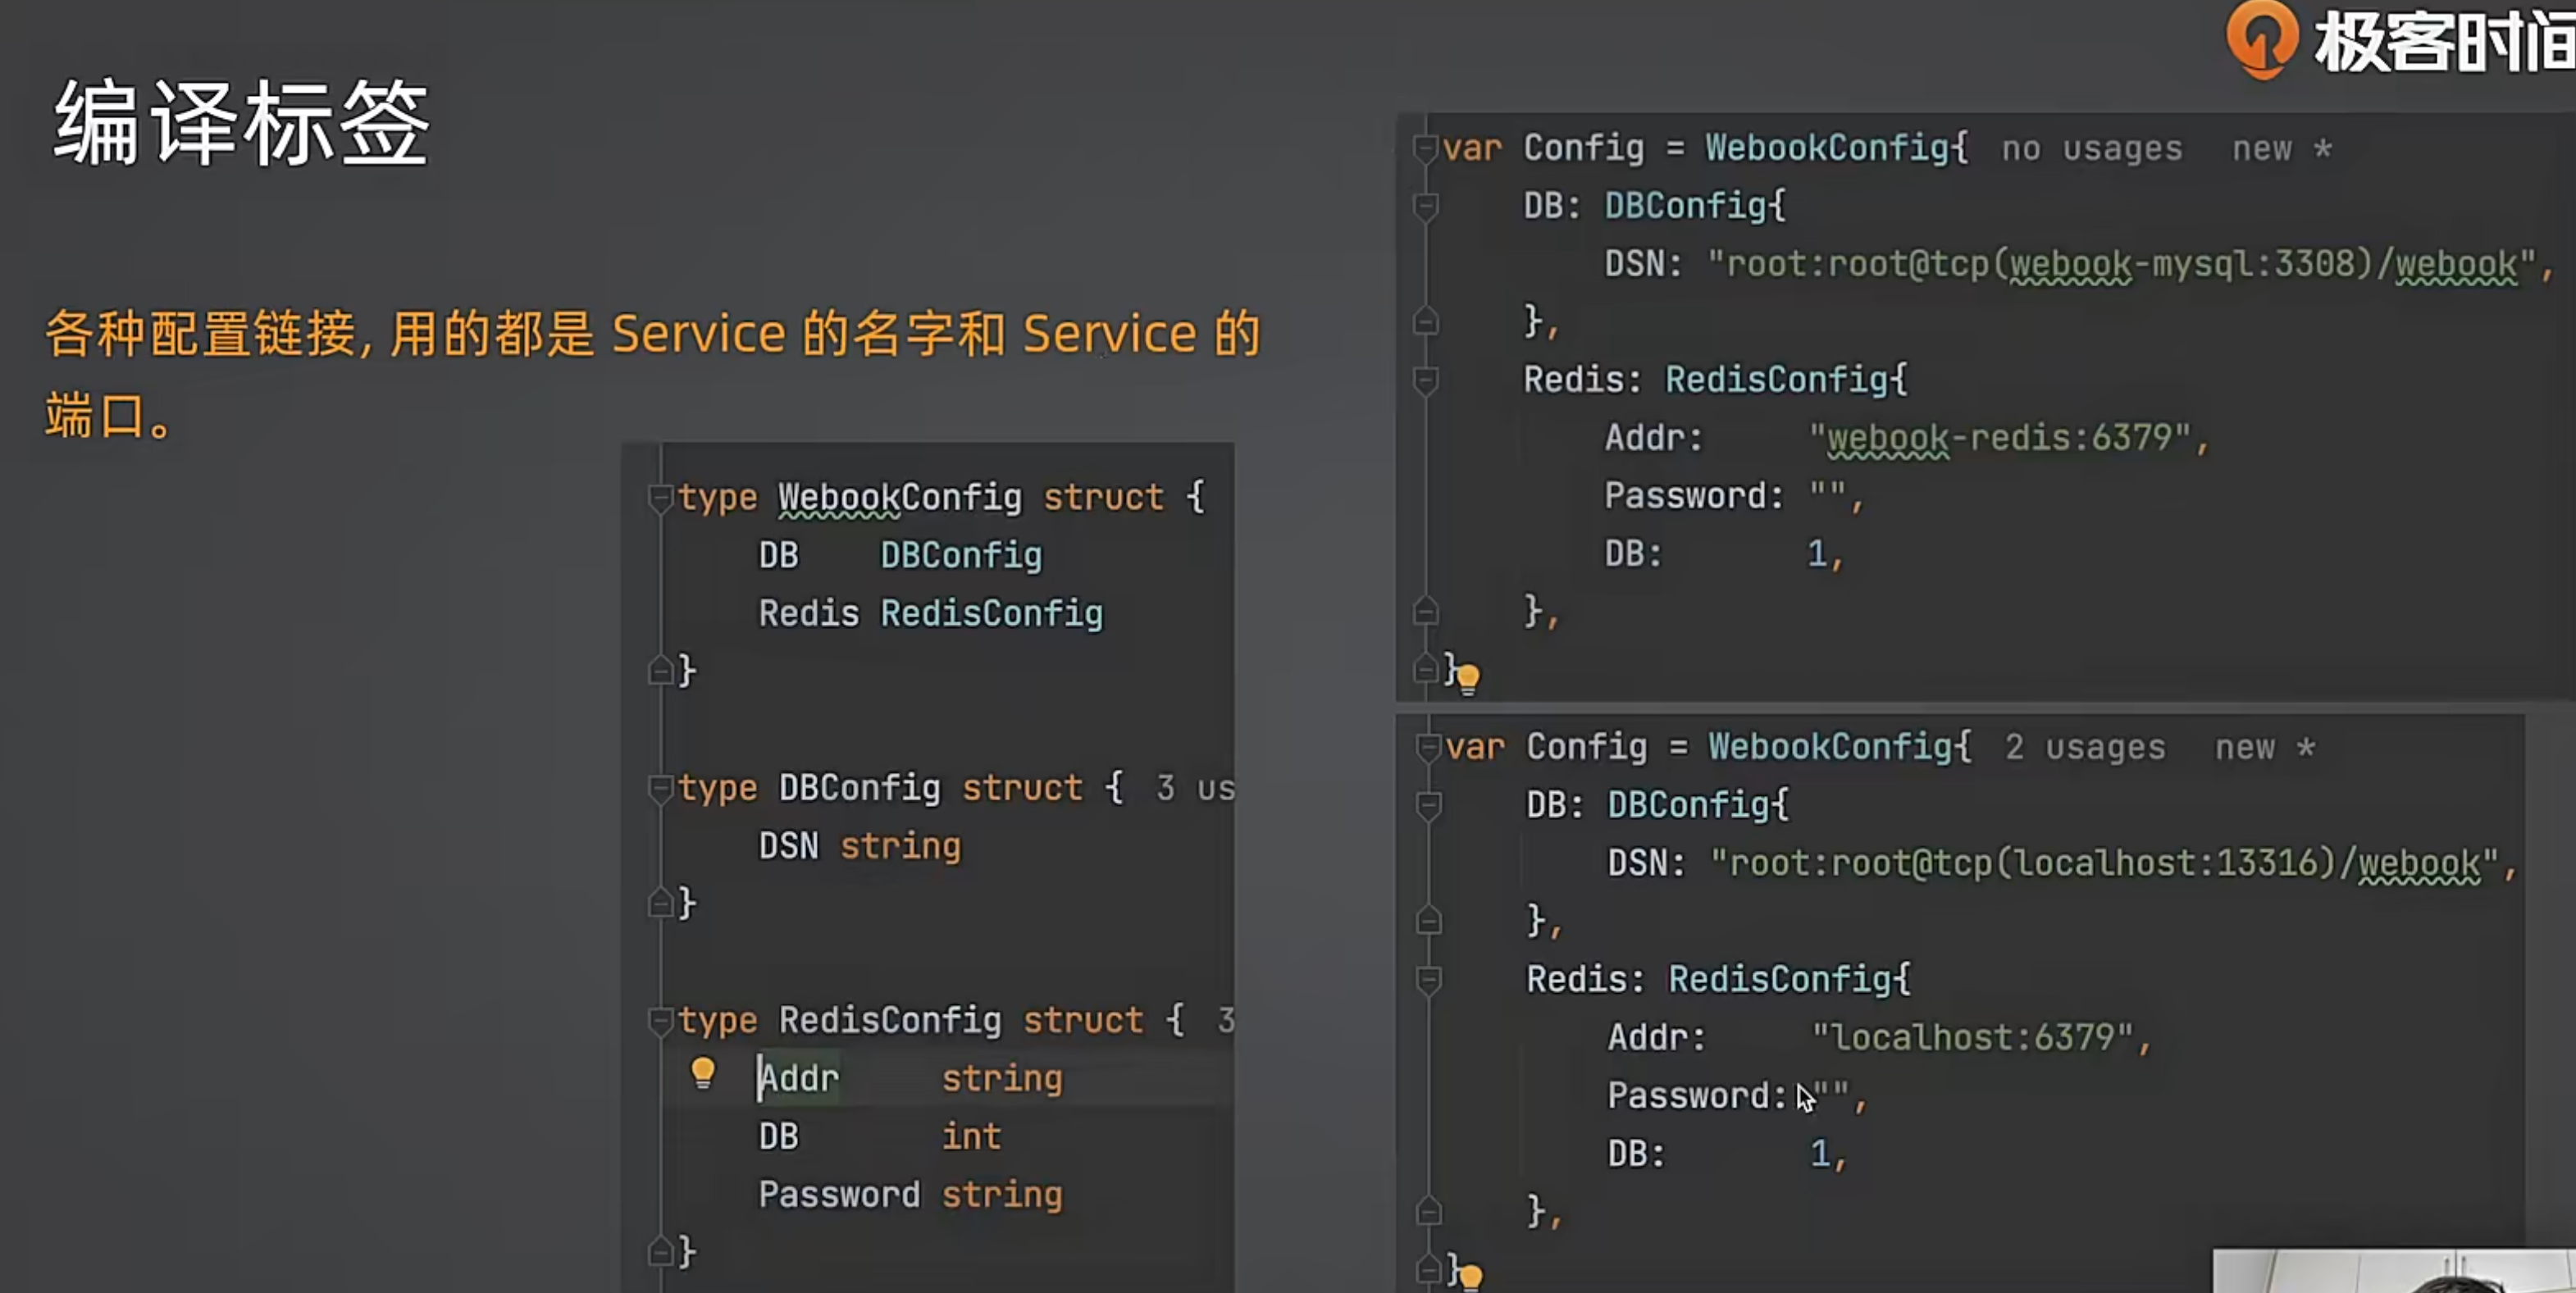 极客时间
编译标签
各种配置链接, 用的都是 Service 的名字和 Service 的
端口。
type WebookConfig struct {
DB DBConfig
Redis RedisConfig
}
type DBConfig struct { 3 us
DSN string
}
type RedisConfig struct { 3
Addr string
DB int
Password string
}
var Config = WebookConfig{ no usages new *
DB: DBConfig{
DSN: "root:root@tcp(webook-mysql:3308)/webook",
},
Redis: RedisConfig{
Addr: "webook-redis:6379",
Password: "",
DB: 1,
},
}
var Config = WebookConfig{ 2 usages new *
DB: DBConfig{
DSN: "root:root@tcp(localhost:13316)/webook",
},
Redis: RedisConfig{
Addr: "localhost:6379",
Password: "",
DB: 1,
},
}